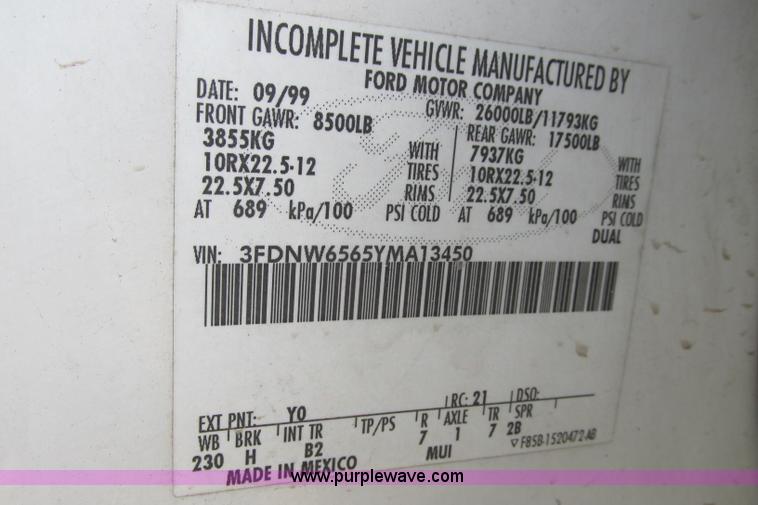 INCOMPLETE VEHICLE MANUFACTURED BY
FORD MOTOR COMPANY
DATE: 09/99 GVWR: 26000LB/11793KG
FRONT GAWR: 8500LB REAR GAWR: 17500LB
3855KG WITH 7937KG WITH
10RX22.5-12 TIRES 10RX22.5-12 TIRES
22.5X7.50 RIMS 22.5X7.50 RIMS
AT 689 kPa/100 PSI COLD AT 689 kPa/100 PSI COLD
DUAL
VIN: 3FDNW6565YMA13450
EXT PNT: YO RC: 21 DSO:
WB BRK INT TR TP/PS R AXLE TR SPR
230 H B2 7 1 7 2B
MUI F85B-1520472-AB
MADE IN MEXICO
www.purplewave.com